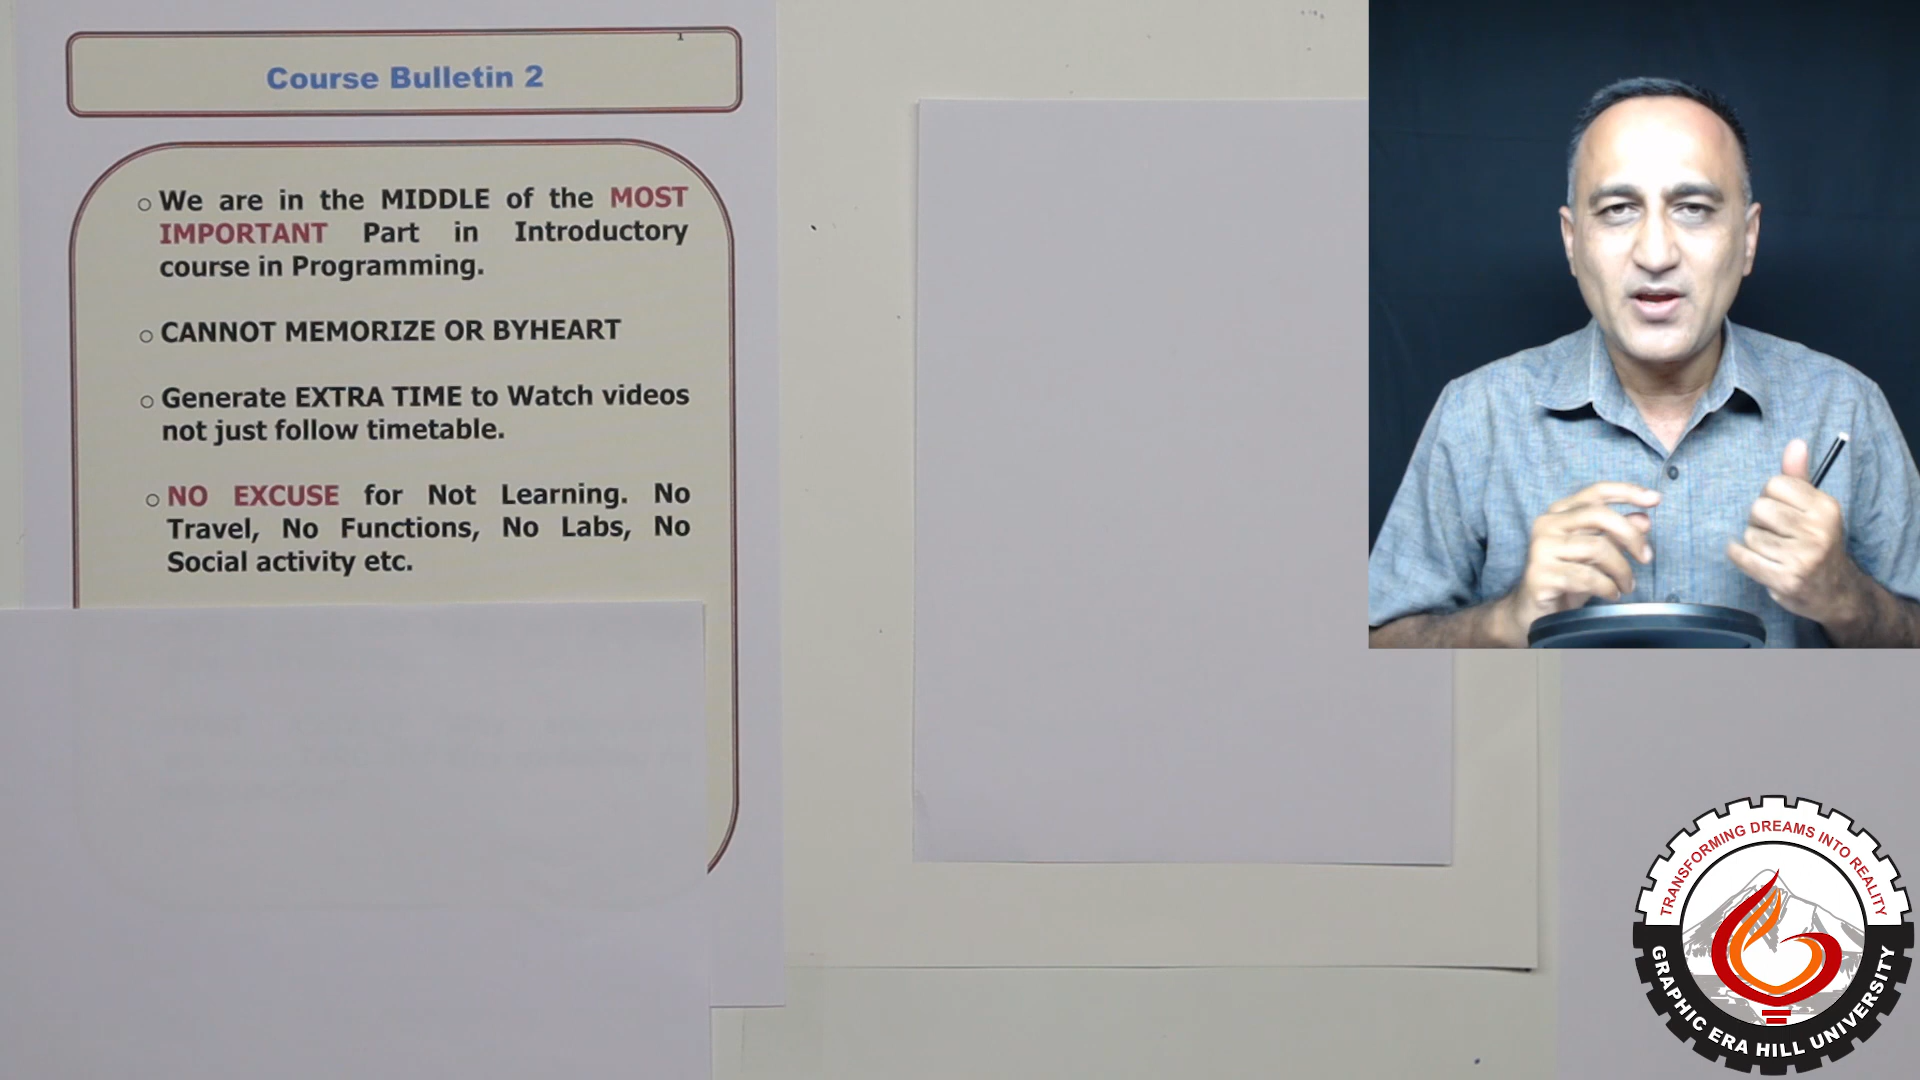 1
Course Bulletin 2
○ We are in the MIDDLE of the MOST
IMPORTANT Part in Introductory
course in Programming.
○ CANNOT MEMORIZE OR BYHEART
○ Generate EXTRA TIME to Watch videos
not just follow timetable.
○ NO EXCUSE for Not Learning. No
Travel, No Functions, No Labs, No
Social activity etc.
TRANSFORMING DREAMS INTO REALITY
GRAPHIC ERA HILL UNIVERSITY